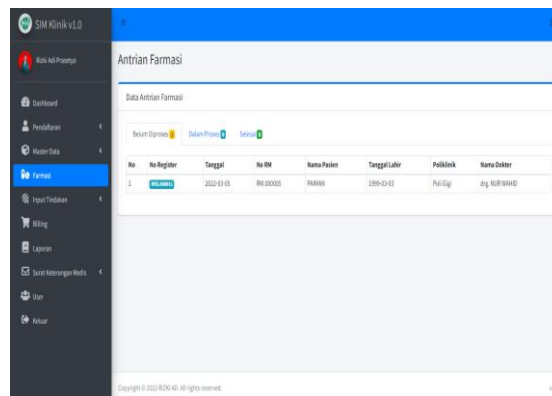 SIM Klinik v1.0
Rizki Adi Prasetyo
Antrian Farmasi
Dashboard
Data Antrian Farmasi
Pendaftaran
Master Data
Belum Diproses
Dalam Proses
Selesai
Farmasi
No No Register Tanggal No RM Nama Pasien Tanggal Lahir Poliklinik Nama Dokter
1 2022-03-05 RM.000005 1999-03-03 Poli Gigi drg. NUR WAHID
Input Tindakan
Billing
Laporan
Surat Keterangan Medis
User
Keluar
Copyright © 2022 RIZKI AD. All rights reserved.